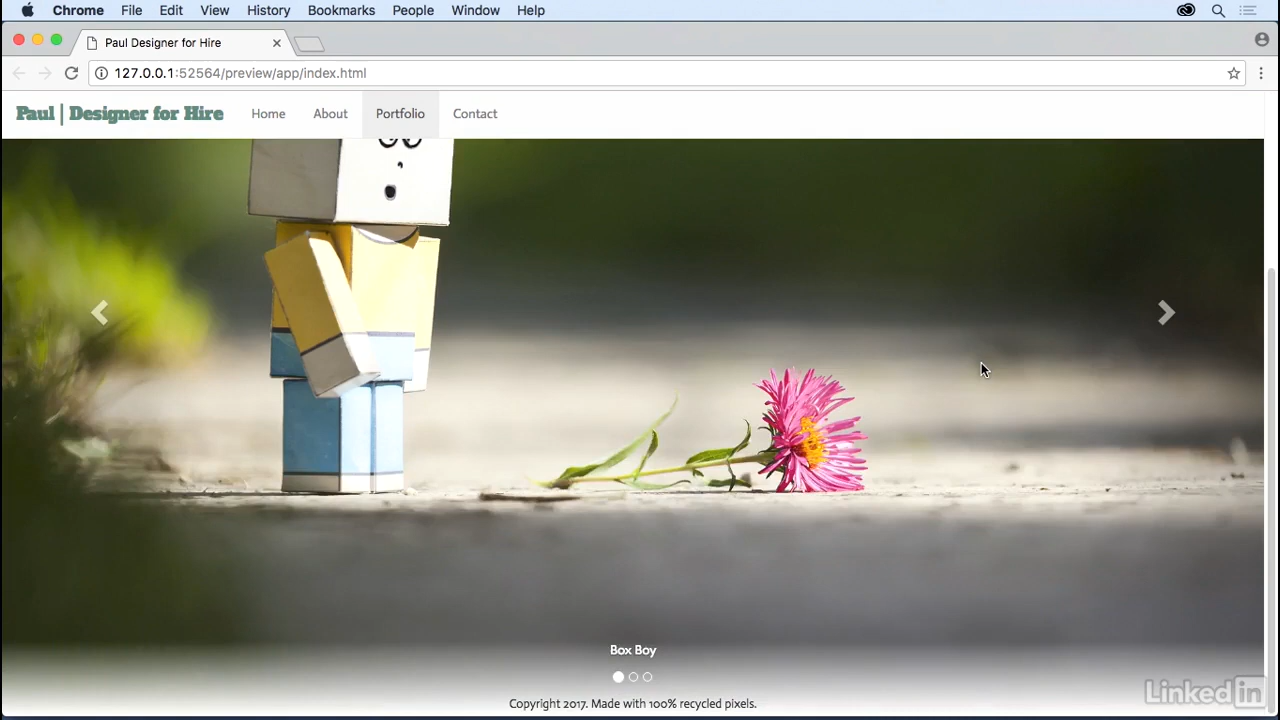 Chrome File Edit View History Bookmarks People Window Help
Paul Designer for Hire
127.0.0.1:52564/preview/app/index.html
Paul | Designer for Hire Home About Portfolio Contact
Box Boy
Copyright 2017. Made with 100% recycled pixels.
LinkedIn